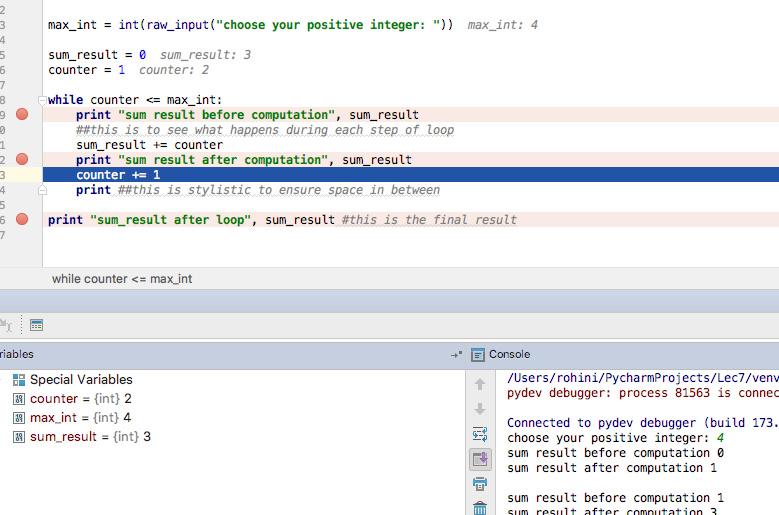 2
3 max_int = int(raw_input("choose your positive integer: ")) max_int: 4
4
5 sum_result = 0 sum_result: 3
6 counter = 1 counter: 2
7
8 while counter <= max_int:
9 print "sum result before computation", sum_result
0 ##this is to see what happens during each step of loop
1 sum_result += counter
2 print "sum result after computation", sum_result
3 counter += 1
4 print ##this is stylistic to ensure space in between
5
6 print "sum_result after loop", sum_result #this is the final result
7
while counter <= max_int
riables
Special Variables
counter = {int} 2
max_int = {int} 4
sum_result = {int} 3
Console
/Users/rohini/PycharmProjects/Lec7/venv
pydev debugger: process 81563 is connec
Connected to pydev debugger (build 173.
choose your positive integer: 4
sum result before computation 0
sum result after computation 1
sum result before computation 1
sum result after computation 3